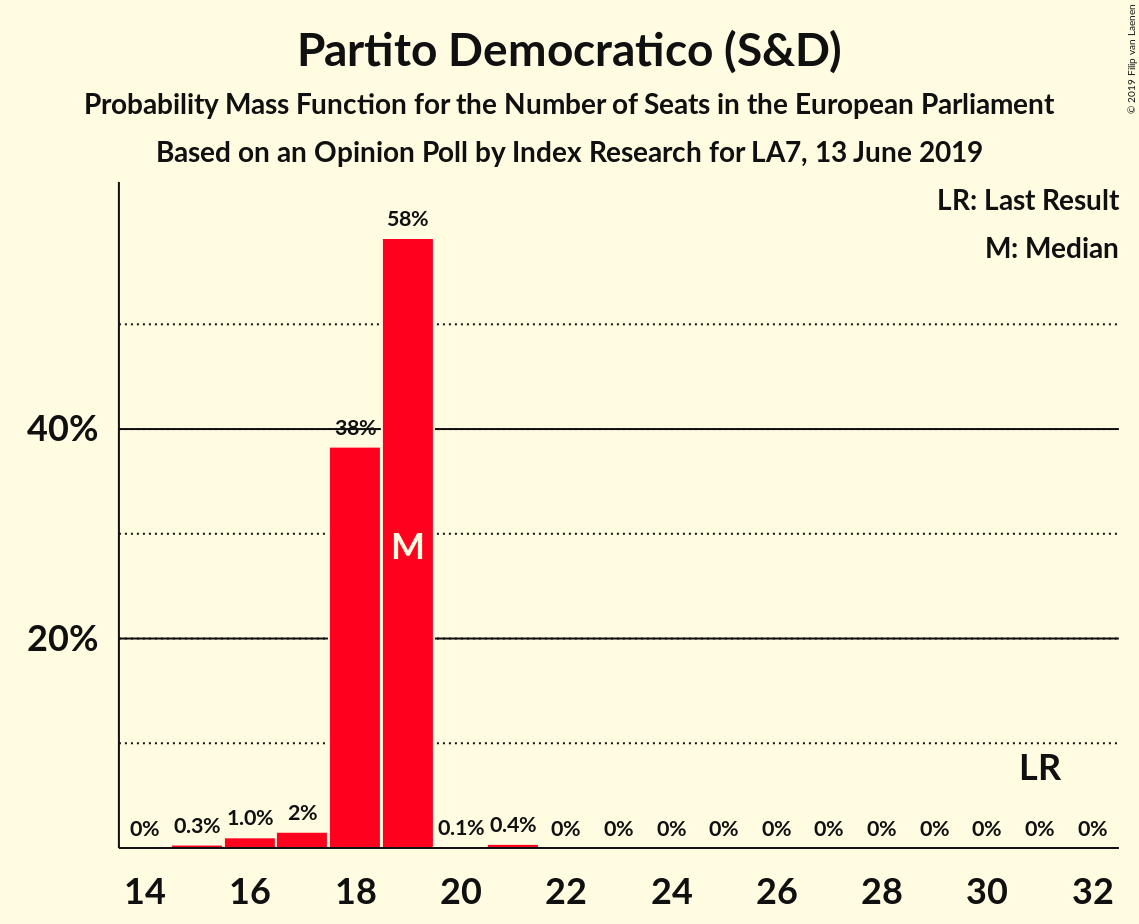 Partito Democratico (S&D)
Probability Mass Function for the Number of Seats in the European Parliament
Based on an Opinion Poll by Index Research for LA7, 13 June 2019
© 2019 Filip van Laenen
LR: Last Result
M: Median
58%
40%
38%
M
20%
LR
0% 0.3% 1.0% 2% 0.1% 0.4% 0% 0% 0% 0% 0% 0% 0% 0% 0% 0% 0%
14 16 18 20 22 24 26 28 30 32